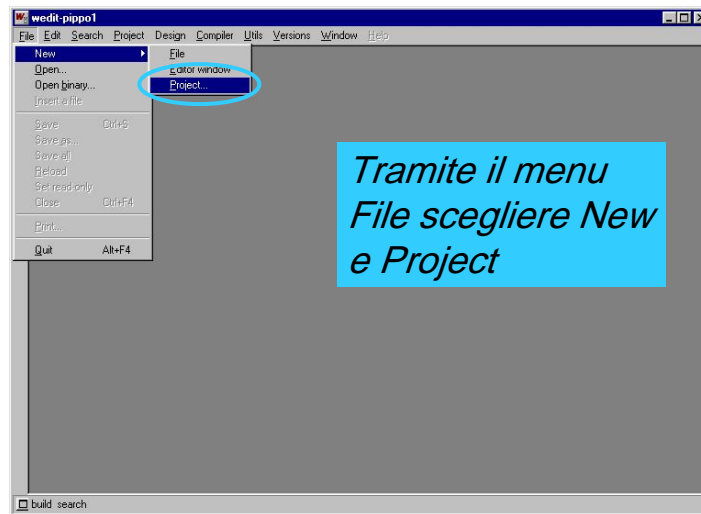 wedit-pippo1
File Edit Search Project Design Compiler Utils Versions Window Help
New
File
Open...
Editor window
Open binary...
Project...
Insert a file
Save Ctrl+S
Save as...
Save all
Reload
Set read-only
Close Ctrl+F4
Print...
Quit Alt+F4
Tramite il menu
File scegliere New
e Project
build search